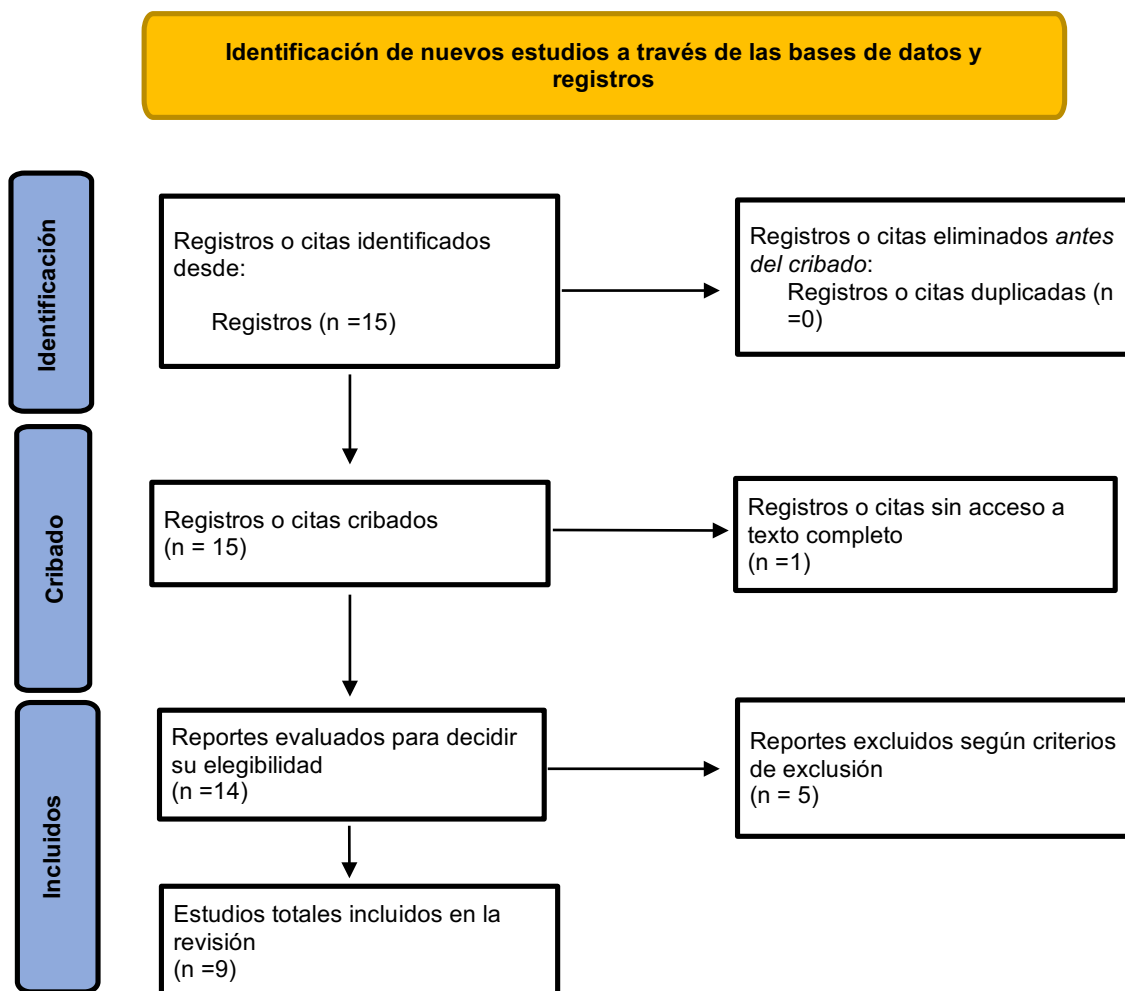 Identificación de nuevos estudios a través de las bases de datos y
registros
Identificación
Registros o citas identificados
desde:
Registros (n =15)
Registros o citas eliminados antes
del cribado:
Registros o citas duplicadas (n
=0)
Cribado
Registros o citas cribados
(n = 15)
Registros o citas sin acceso a
texto completo
(n =1)
Incluidos
Reportes evaluados para decidir
su elegibilidad
(n =14)
Reportes excluidos según criterios
de exclusión
(n = 5)
Estudios totales incluidos en la
revisión
(n =9)